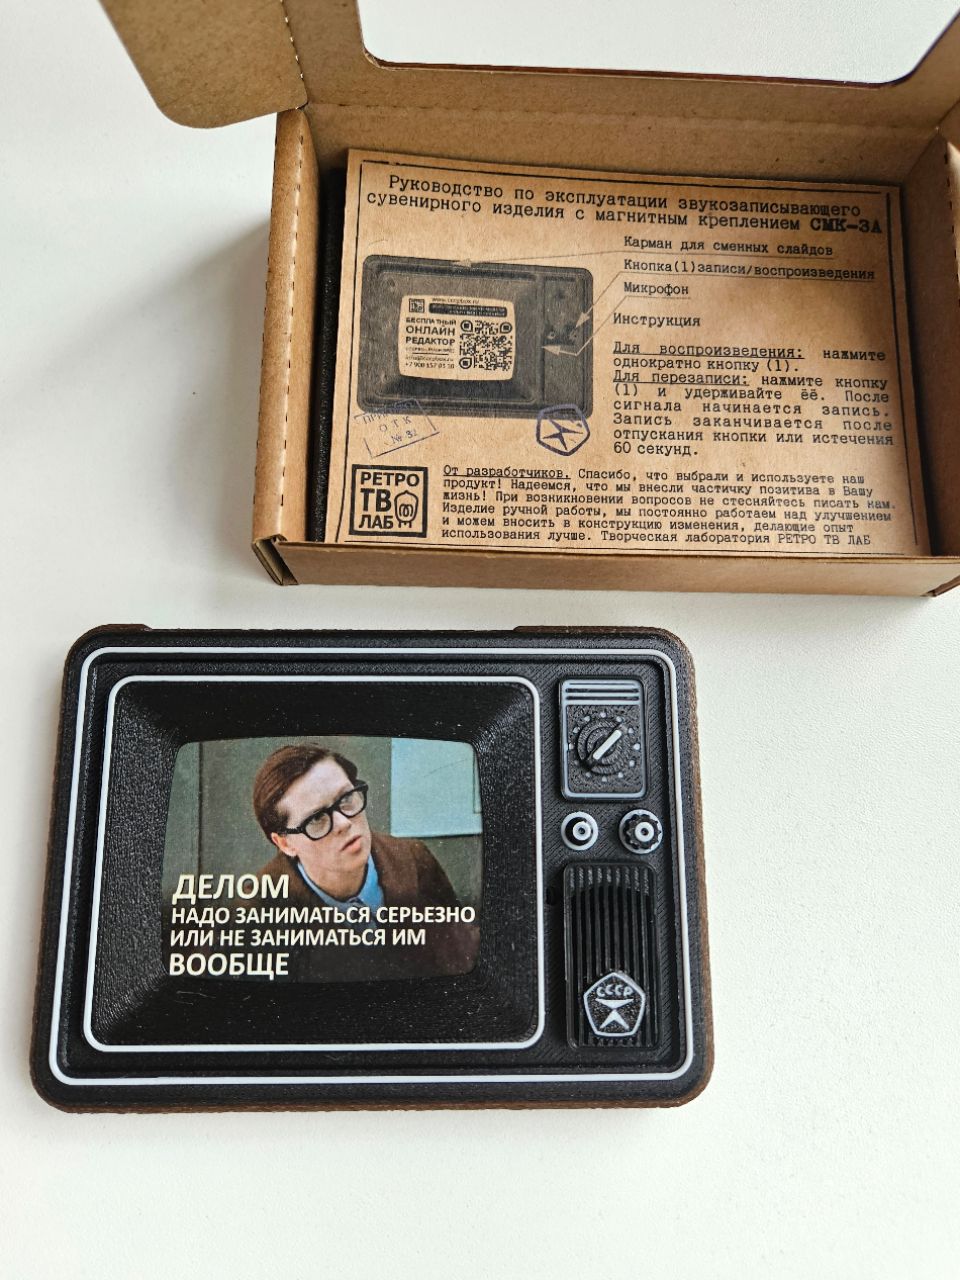 Руководство по эксплуатации звукозаписывающего
сувенирного изделия с магнитным креплением СМК-3А
Карман для сменных слайдов
Кнопка(1)записи/воспроизведения
Микрофон
БЕСПЛАТНЫЙ
ОНЛАЙН
РЕДАКТОР
Инструкция
Для воспроизведения: нажмите
однократно кнопку (1).
Для перезаписи: нажмите кнопку
(1) и удерживайте её. После
сигнала начинается запись.
Запись заканчивается после
отпускания кнопки или истечения
60 секунд.
ОТК
РЕТРО
ТВ
ЛАБ
От разработчиков. Спасибо, что выбрали и используете наш
продукт! Надеемся, что мы внесли частичку позитива в Вашу
жизнь! При возникновении вопросов не стесняйтесь писать нам.
Изделие ручной работы, мы постоянно работаем над улучшением
и можем вносить в конструкцию изменения, делающие опыт
использования лучше. Творческая лаборатория РЕТРО ТВ ЛАБ
ДЕЛОМ
НАДО ЗАНИМАТЬСЯ СЕРЬЕЗНО
ИЛИ НЕ ЗАНИМАТЬСЯ ИМ
ВООБЩЕ
СССР